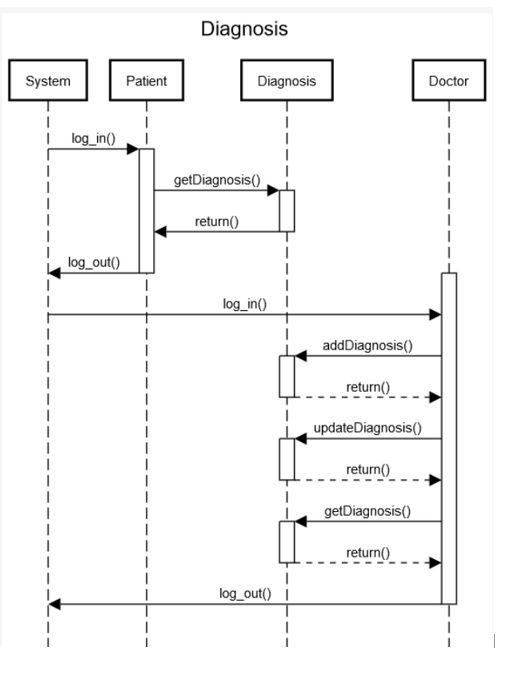 Diagnosis
System Patient Diagnosis Doctor
log_in()
getDiagnosis()
return()
log_out()
log_in()
addDiagnosis()
return()
updateDiagnosis()
return()
getDiagnosis()
return()
log_out()